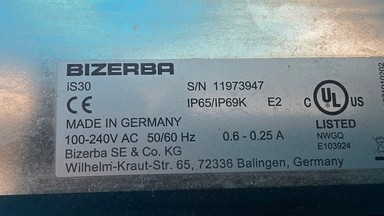 BIZERBA
iS30 S/N 11973947
CE IP65/IP69K E2
C UL US
MADE IN GERMANY LISTED
100-240V AC 50/60 Hz 0.6 - 0.25 A NWGQ
Bizerba SE & Co. KG E103924
Wilhelm-Kraut-Str. 65, 72336 Balingen, Germany